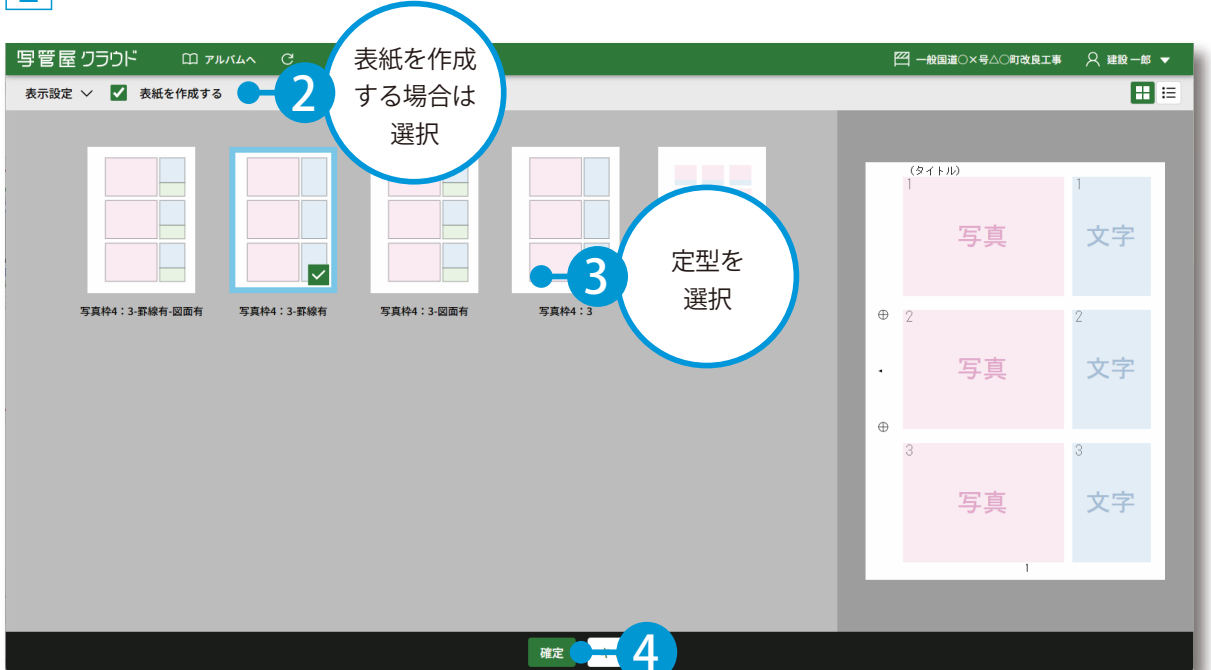 写管屋クラウド
アルバムへ
一般国道○×号△○町改良工事
建設一郎
表示設定
表紙を作成する
2
表紙を作成
する場合は
選択
写真枠4：3-罫線有-図面有
写真枠4：3-罫線有
写真枠4：3-図面有
写真枠4：3
3
定型を
選択
(タイトル)
1
写真
1
文字
2
写真
2
文字
3
写真
3
文字
1
確定
4